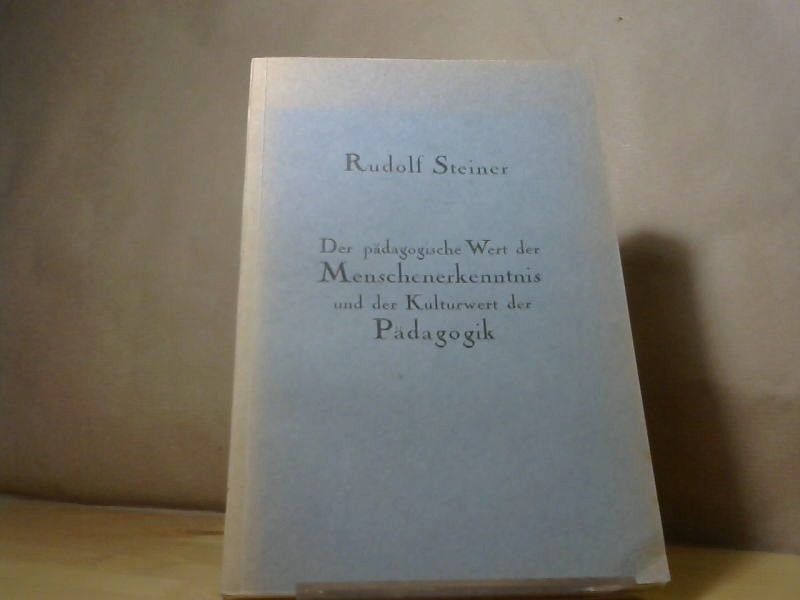 Rudolf Steiner
Der pädagogische Wert der
Menschenerkenntnis
und der Kulturwert der
Pädagogik